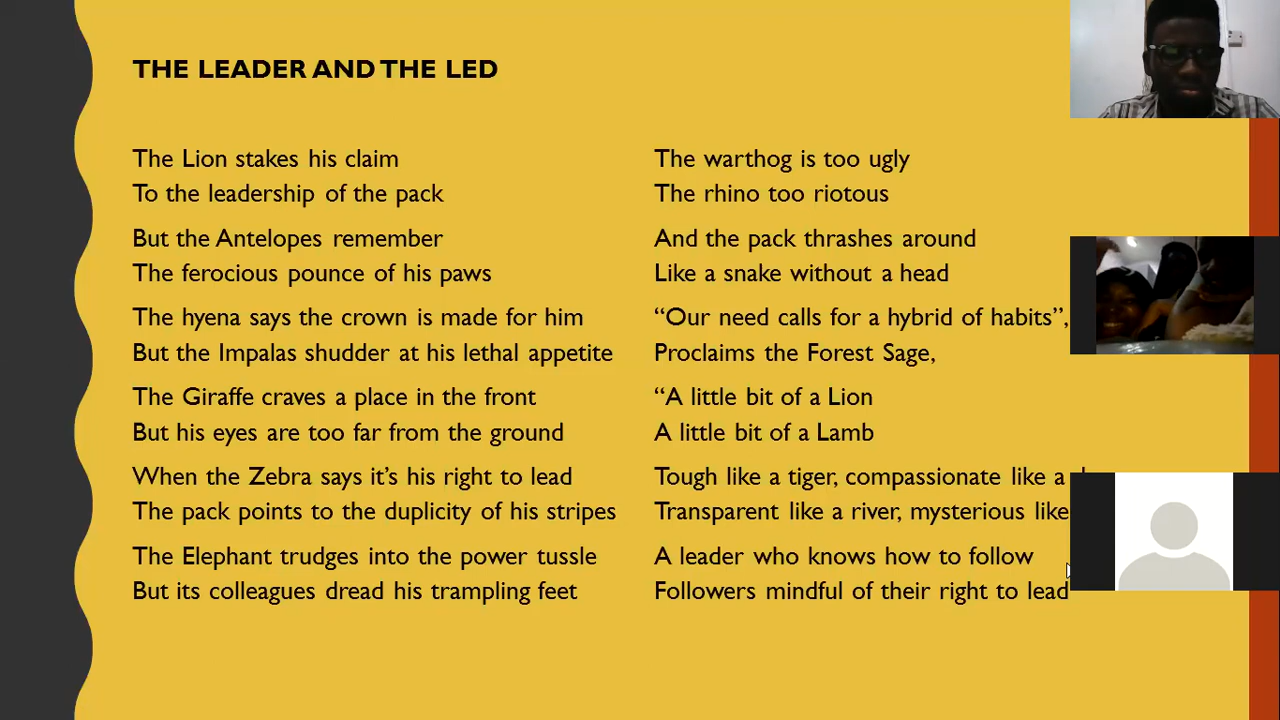 THE LEADER AND THE LED
The Lion stakes his claim
To the leadership of the pack
But the Antelopes remember
The ferocious pounce of his paws
The hyena says the crown is made for him
But the Impalas shudder at his lethal appetite
The Giraffe craves a place in the front
But his eyes are too far from the ground
When the Zebra says it’s his right to lead
The pack points to the duplicity of his stripes
The Elephant trudges into the power tussle
But its colleagues dread his trampling feet
The warthog is too ugly
The rhino too riotous
And the pack thrashes around
Like a snake without a head
“Our need calls for a hybrid of habits”,
Proclaims the Forest Sage,
“A little bit of a Lion
A little bit of a Lamb
Tough like a tiger, compassionate like a
Transparent like a river, mysterious like
A leader who knows how to follow
Followers mindful of their right to lead